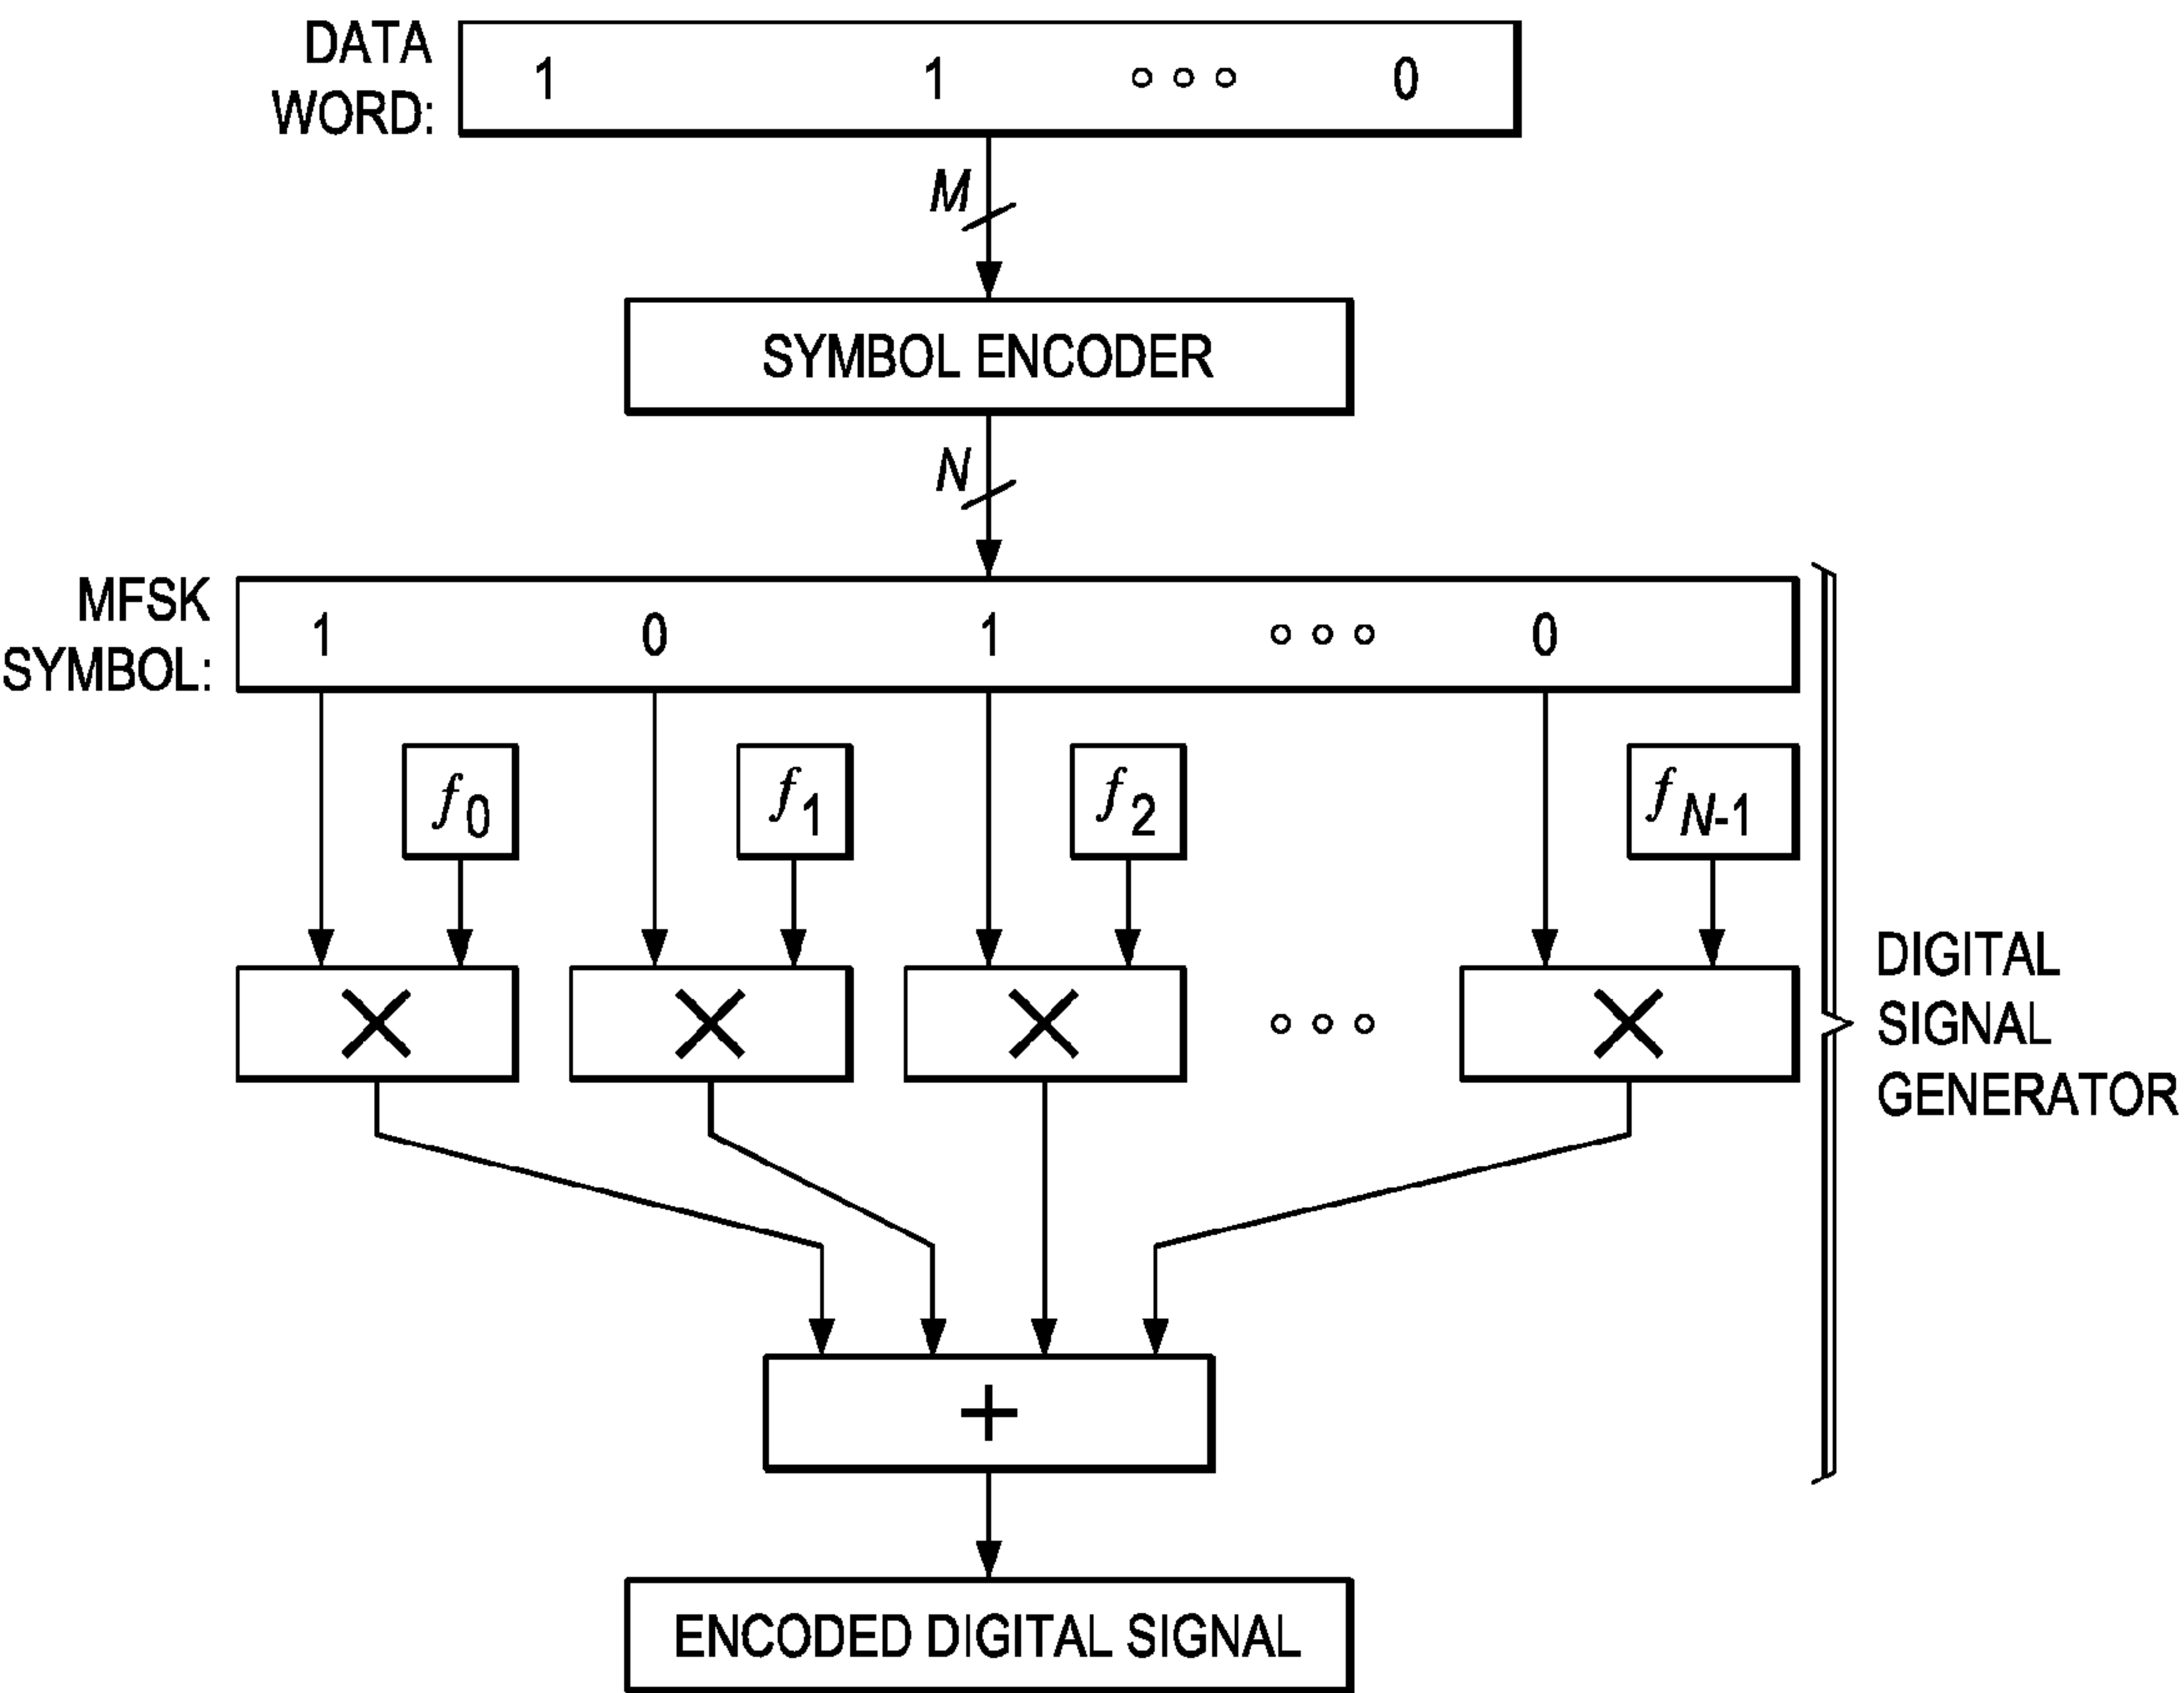 DATA
WORD:
1 1 ∘∘∘ 0
M
SYMBOL ENCODER
N
MFSK
SYMBOL:
1 0 1 ∘∘∘ 0
f0 f1 f2 fN-1
× × × ∘∘∘ ×
DIGITAL
SIGNAL
GENERATOR
+
ENCODED DIGITAL SIGNAL